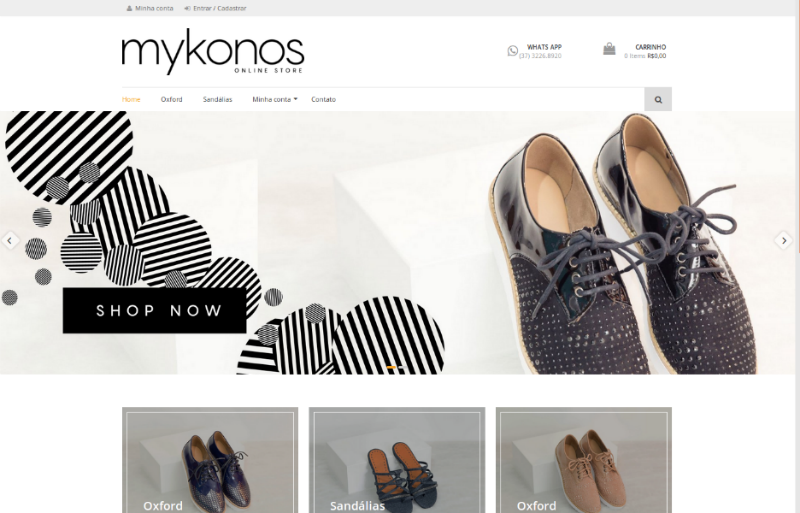 Minha conta Entrar / Cadastrar
mykonos
ONLINE STORE
WHATS APP
(37) 3226.8920
CARRINHO
0 Items R$0,00
Home Oxford Sandálias Minha conta Contato
SHOP NOW
Oxford Sandálias Oxford